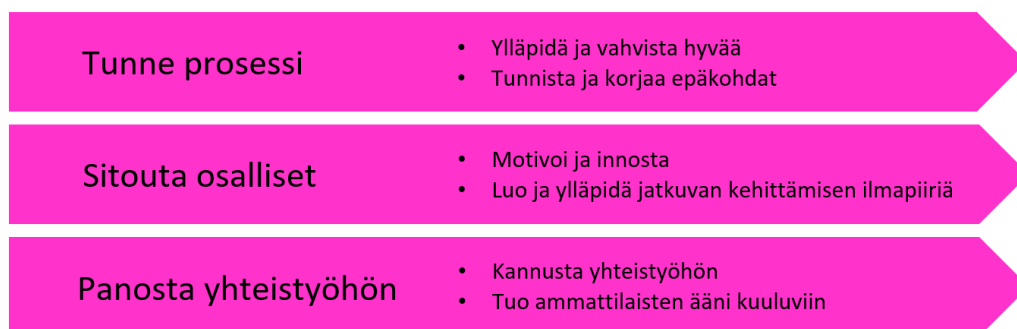 Tunne prosessi
• Ylläpidä ja vahvista hyvää
• Tunnista ja korjaa epäkohdat
Sitouta osalliset
• Motivoi ja innosta
• Luo ja ylläpidä jatkuvan kehittämisen ilmapiiriä
Panosta yhteistyöhön
• Kannusta yhteistyöhön
• Tuo ammattilaisten ääni kuuluviin